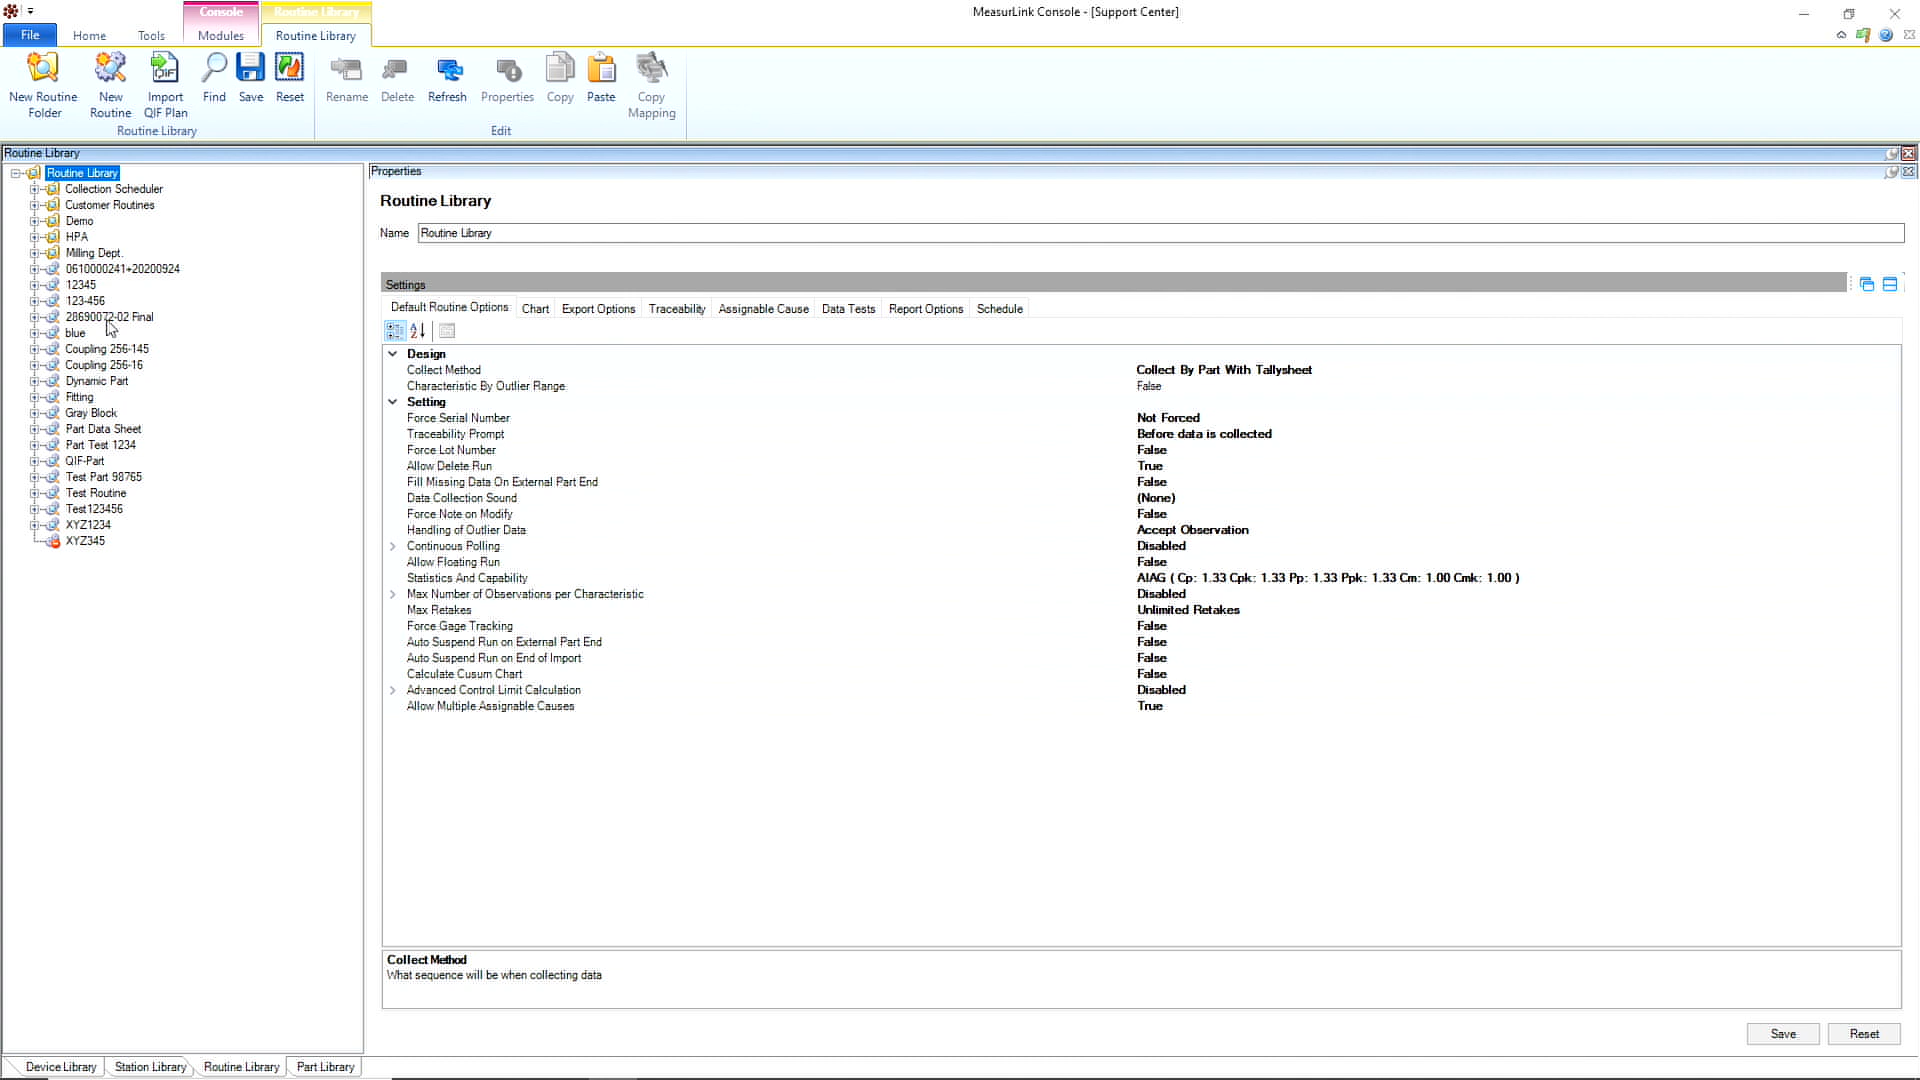 Console
Routine Library
MeasurLink Console - [Support Center]
File
Home
Tools
Modules
Routine Library
New Routine Folder
New Routine
Import QIF Plan
Find
Save
Reset
Rename
Delete
Refresh
Properties
Copy
Paste
Copy Mapping
Routine Library
Edit
Routine Library
Routine Library
Collection Scheduler
Customer Routines
Demo
HPA
Milling Dept.
0610000241+20200924
12345
123-456
28690072-02 Final
blue
Coupling 256-145
Coupling 256-16
Dynamic Part
Fitting
Gray Block
Part Data Sheet
Part Test 1234
QIF-Part
Test Part 98765
Test Routine
Test123456
XYZ1234
XYZ345
Properties
Routine Library
Name Routine Library
Settings
Default Routine Options Chart Export Options Traceability Assignable Cause Data Tests Report Options Schedule
Design
Collect Method Collect By Part With Tallysheet
Characteristic By Outlier Range False
Setting
Force Serial Number Not Forced
Traceability Prompt Before data is collected
Force Lot Number False
Allow Delete Run True
Fill Missing Data On External Part End False
Data Collection Sound (None)
Force Note on Modify False
Handling of Outlier Data Accept Observation
Continuous Polling Disabled
Allow Floating Run False
Statistics And Capability AIAG ( Cp: 1.33 Cpk: 1.33 Pp: 1.33 Ppk: 1.33 Cm: 1.00 Cmk: 1.00 )
Max Number of Observations per Characteristic Disabled
Max Retakes Unlimited Retakes
Force Gage Tracking False
Auto Suspend Run on External Part End False
Auto Suspend Run on End of Import False
Calculate Cusum Chart False
Advanced Control Limit Calculation Disabled
Allow Multiple Assignable Causes True
Collect Method
What sequence will be when collecting data
Save
Reset
Device Library
Station Library
Routine Library
Part Library